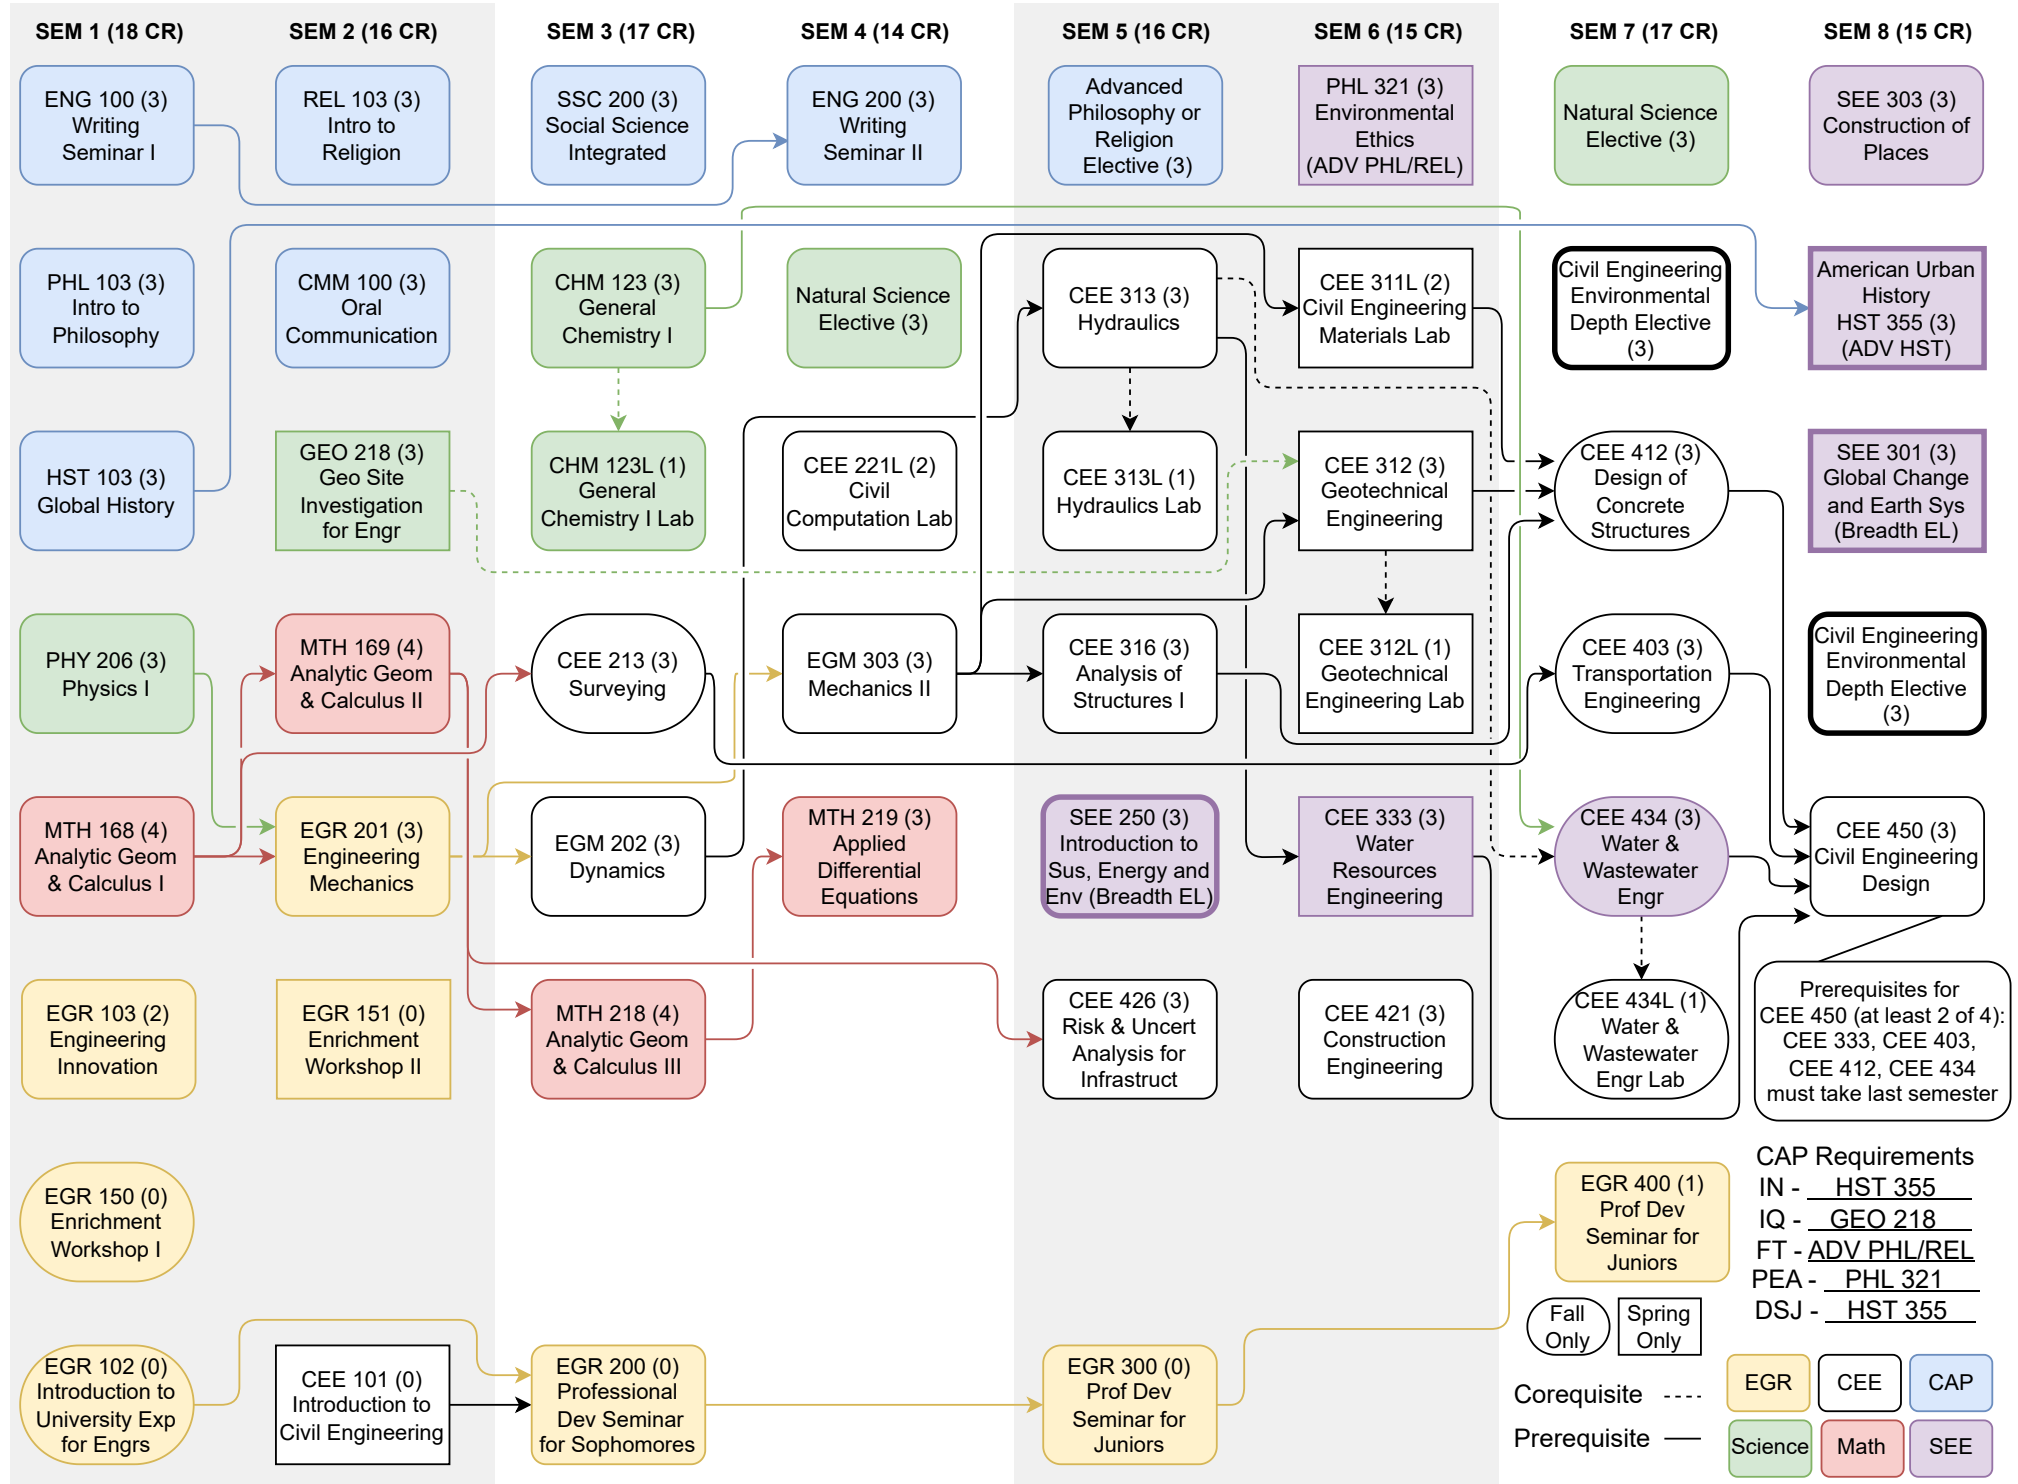 SEM 1 (18 CR)
SEM 2 (16 CR)
SEM 3 (17 CR)
SEM 4 (14 CR)
SEM 5 (16 CR)
SEM 6 (15 CR)
SEM 7 (17 CR)
SEM 8 (15 CR)
ENG 100 (3)
Writing
Seminar I
REL 103 (3)
Intro to
Religion
SSC 200 (3)
Social Science
Integrated
ENG 200 (3)
Writing
Seminar II
Advanced
Philosophy or
Religion
Elective (3)
PHL 321 (3)
Environmental
Ethics
(ADV PHL/REL)
Natural Science
Elective (3)
SEE 303 (3)
Construction of
Places
PHL 103 (3)
Intro to
Philosophy
CMM 100 (3)
Oral
Communication
CHM 123 (3)
General
Chemistry I
Natural Science
Elective (3)
CEE 313 (3)
Hydraulics
CEE 311L (2)
Civil Engineering
Materials Lab
Civil Engineering
Environmental
Depth Elective
(3)
American Urban
History
HST 355 (3)
(ADV HST)
HST 103 (3)
Global History
GEO 218 (3)
Geo Site
Investigation
for Engr
CHM 123L (1)
General
Chemistry I Lab
CEE 221L (2)
Civil
Computation Lab
CEE 313L (1)
Hydraulics Lab
CEE 312 (3)
Geotechnical
Engineering
CEE 412 (3)
Design of
Concrete
Structures
SEE 301 (3)
Global Change
and Earth Sys
(Breadth EL)
PHY 206 (3)
Physics I
MTH 169 (4)
Analytic Geom
& Calculus II
CEE 213 (3)
Surveying
EGM 303 (3)
Mechanics II
CEE 316 (3)
Analysis of
Structures I
CEE 312L (1)
Geotechnical
Engineering Lab
CEE 403 (3)
Transportation
Engineering
Civil Engineering
Environmental
Depth Elective
(3)
MTH 168 (4)
Analytic Geom
& Calculus I
EGR 201 (3)
Engineering
Mechanics
EGM 202 (3)
Dynamics
MTH 219 (3)
Applied
Differential
Equations
SEE 250 (3)
Introduction to
Sus, Energy and
Env (Breadth EL)
CEE 333 (3)
Water
Resources
Engineering
CEE 434 (3)
Water &
Wastewater
Engr
CEE 450 (3)
Civil Engineering
Design
EGR 103 (2)
Engineering
Innovation
EGR 151 (0)
Enrichment
Workshop II
MTH 218 (4)
Analytic Geom
& Calculus III
CEE 426 (3)
Risk & Uncert
Analysis for
Infrastruct
CEE 421 (3)
Construction
Engineering
CEE 434L (1)
Water &
Wastewater
Engr Lab
Prerequisites for
CEE 450 (at least 2 of 4):
CEE 333, CEE 403,
CEE 412, CEE 434
must take last semester
EGR 150 (0)
Enrichment
Workshop I
EGR 400 (1)
Prof Dev
Seminar for
Juniors
CAP Requirements
IN - HST 355
IQ - GEO 218
FT - ADV PHL/REL
PEA - PHL 321
DSJ - HST 355
EGR 102 (0)
Introduction to
University Exp
for Engrs
CEE 101 (0)
Introduction to
Civil Engineering
EGR 200 (0)
Professional
Dev Seminar
for Sophomores
EGR 300 (0)
Prof Dev
Seminar for
Juniors
Fall
Only
Spring
Only
Corequisite
Prerequisite
EGR
CEE
CAP
Science
Math
SEE